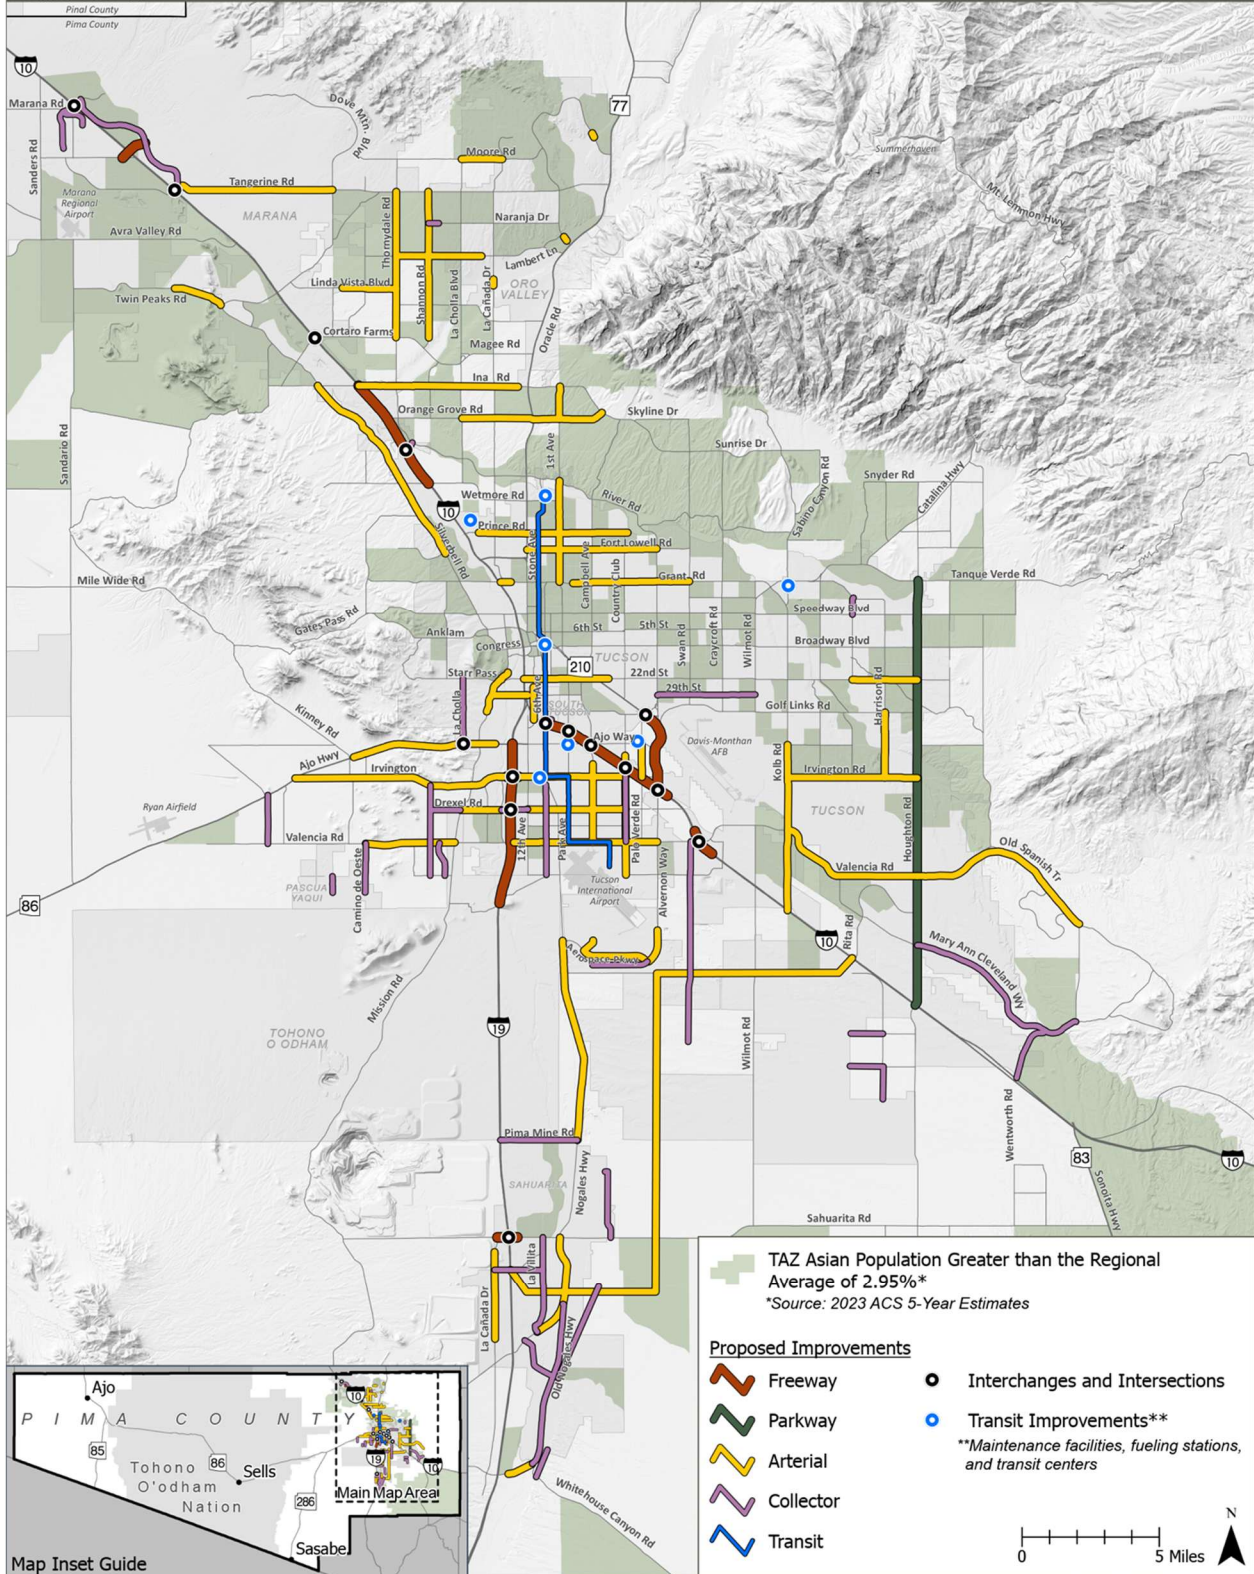 Pinal County
Pima County
10
77
Marana Rd
Dove Mtn. Blvd
Sanders Rd
Moore Rd
Summerhaven
Tangerine Rd
Mt. Lemmon Hwy
Marana
Regional
Airport
MARANA
Thornydale Rd
Naranja Dr
Avra Valley Rd
Lambert Ln
Linda Vista Blvd
Shannon Rd
La Cholla Blvd
La Cañada Dr
ORO
VALLEY
Twin Peaks Rd
Cortaro Farms
Magee Rd
Oracle Rd
Ina Rd
Orange Grove Rd
Skyline Dr
Sandario Rd
1st Ave
Sunrise Dr
Sabino Canyon Rd
Snyder Rd
Catalina Hwy
Wetmore Rd
River Rd
10
Prince Rd
Silverbell Rd
Stone Ave
Fort Lowell Rd
Campbell Ave
Country Club
Mile Wide Rd
Grant Rd
Tanque Verde Rd
Speedway Blvd
Gates Pass Rd
Anklam
6th St
5th St
Swan Rd
Craycroft Rd
Wilmot Rd
Broadway Blvd
Congress
TUCSON
210
Starr Pass
22nd St
29th St
Harrison Rd
6th Ave
SOUTH
TUCSON
Golf Links Rd
La Cholla
Kinney Rd
Ajo Way
Davis-Monthan
AFB
Ajo Hwy
Irvington
Kolb Rd
Irvington Rd
Ryan Airfield
Drexel Rd
TUCSON
Houghton Rd
Valencia Rd
12th Ave
Park Ave
Palo Verde Rd
Old Spanish Tr
Valencia Rd
PASCUA
YAQUI
Camino de Oeste
Tucson
International
Airport
Alvernon Way
86
Rita Rd
10
Mary Ann Cleveland Wy
Aerospace Pkwy
Mission Rd
19
TOHONO
O ODHAM
Wilmot Rd
Wentworth Rd
Pima Mine Rd
83
10
Nogales Hwy
SAHUARITA
Sonoita Hwy
Sahuarita Rd
La Villita
La Cañada Dr
Old Nogales Hwy
Whitehouse Canyon Rd
TAZ Asian Population Greater than the Regional
Average of 2.95%*
*Source: 2023 ACS 5-Year Estimates
Proposed Improvements
Freeway
Parkway
Arterial
Collector
Transit
Interchanges and Intersections
Transit Improvements**
**Maintenance facilities, fueling stations,
and transit centers
N
0 5 Miles
Ajo
10
PIMA COUNTY
85
86
Tohono
O'odham
Nation
Sells
19
10
286
Main Map Area
Sasabe
Map Inset Guide